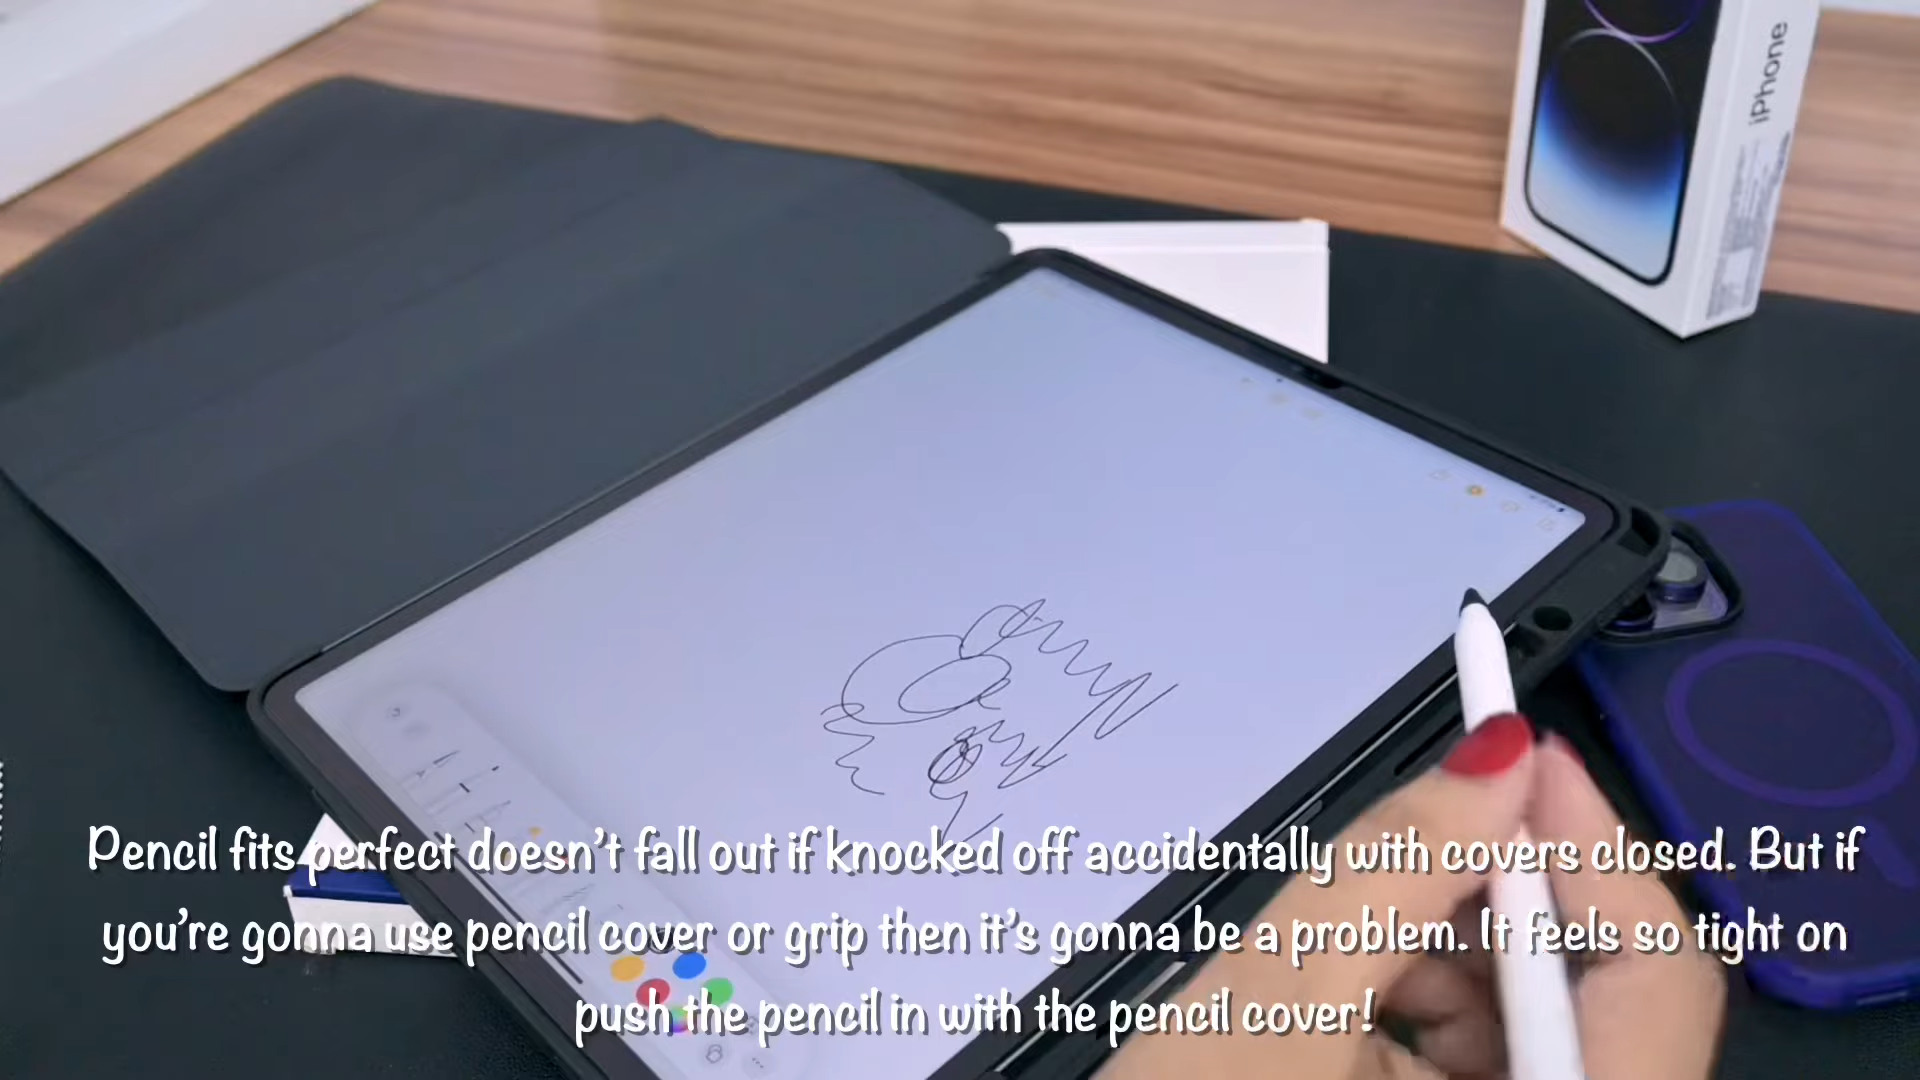 iPhone
Pencil fits perfect doesn't fall out if knocked off accidentally with covers closed. But if
you're gonna use pencil cover or grip then it's gonna be a problem. It feels so tight on
push the pencil in with the pencil cover!